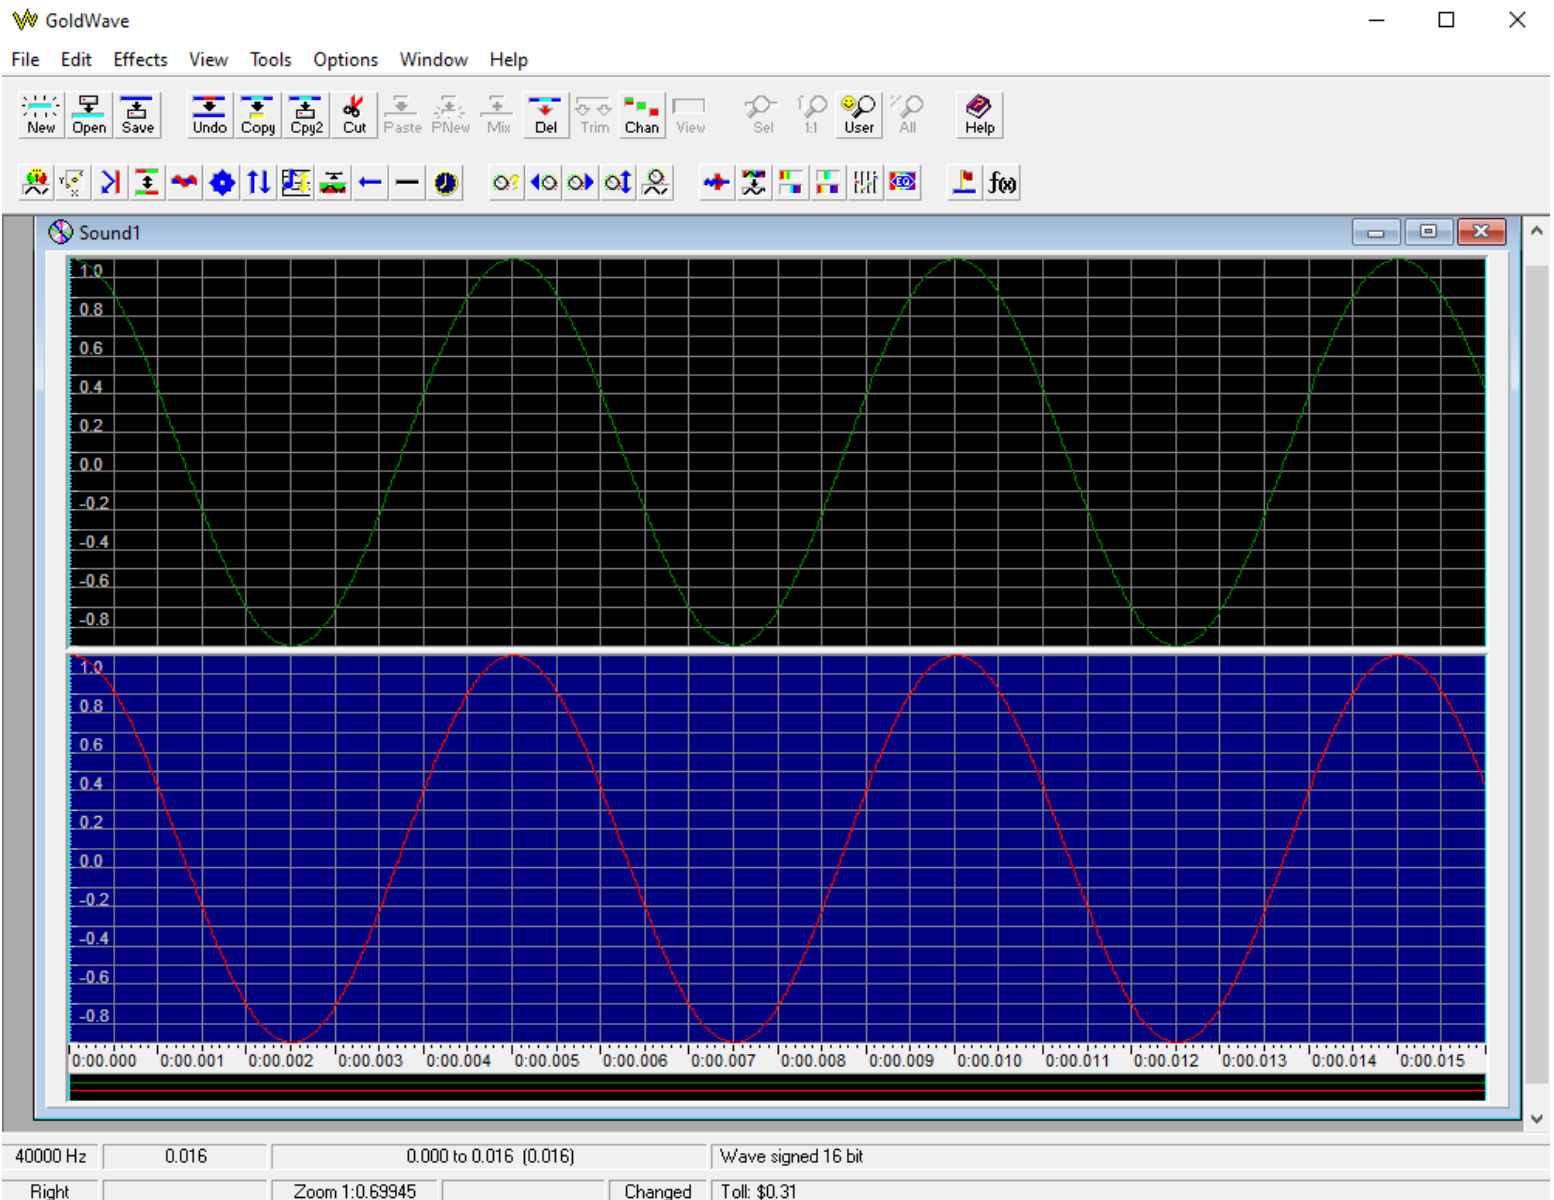 GoldWave
File Edit Effects View Tools Options Window Help
New Open Save Undo Copy Cpy2 Cut Paste PNew Mix Del Trim Chan View Sel 1:1 User All Help
f(x)
Sound1
1.0
0.8
0.6
0.4
0.2
0.0
-0.2
-0.4
-0.6
-0.8
1.0
0.8
0.6
0.4
0.2
0.0
-0.2
-0.4
-0.6
-0.8
0:00.000 0:00.001 0:00.002 0:00.003 0:00.004 0:00.005 0:00.006 0:00.007 0:00.008 0:00.009 0:00.010 0:00.011 0:00.012 0:00.013 0:00.014 0:00.015
40000 Hz 0.016 0.000 to 0.016 (0.016) Wave signed 16 bit
Right Zoom 1:0.69945 Changed Toll: $0.31